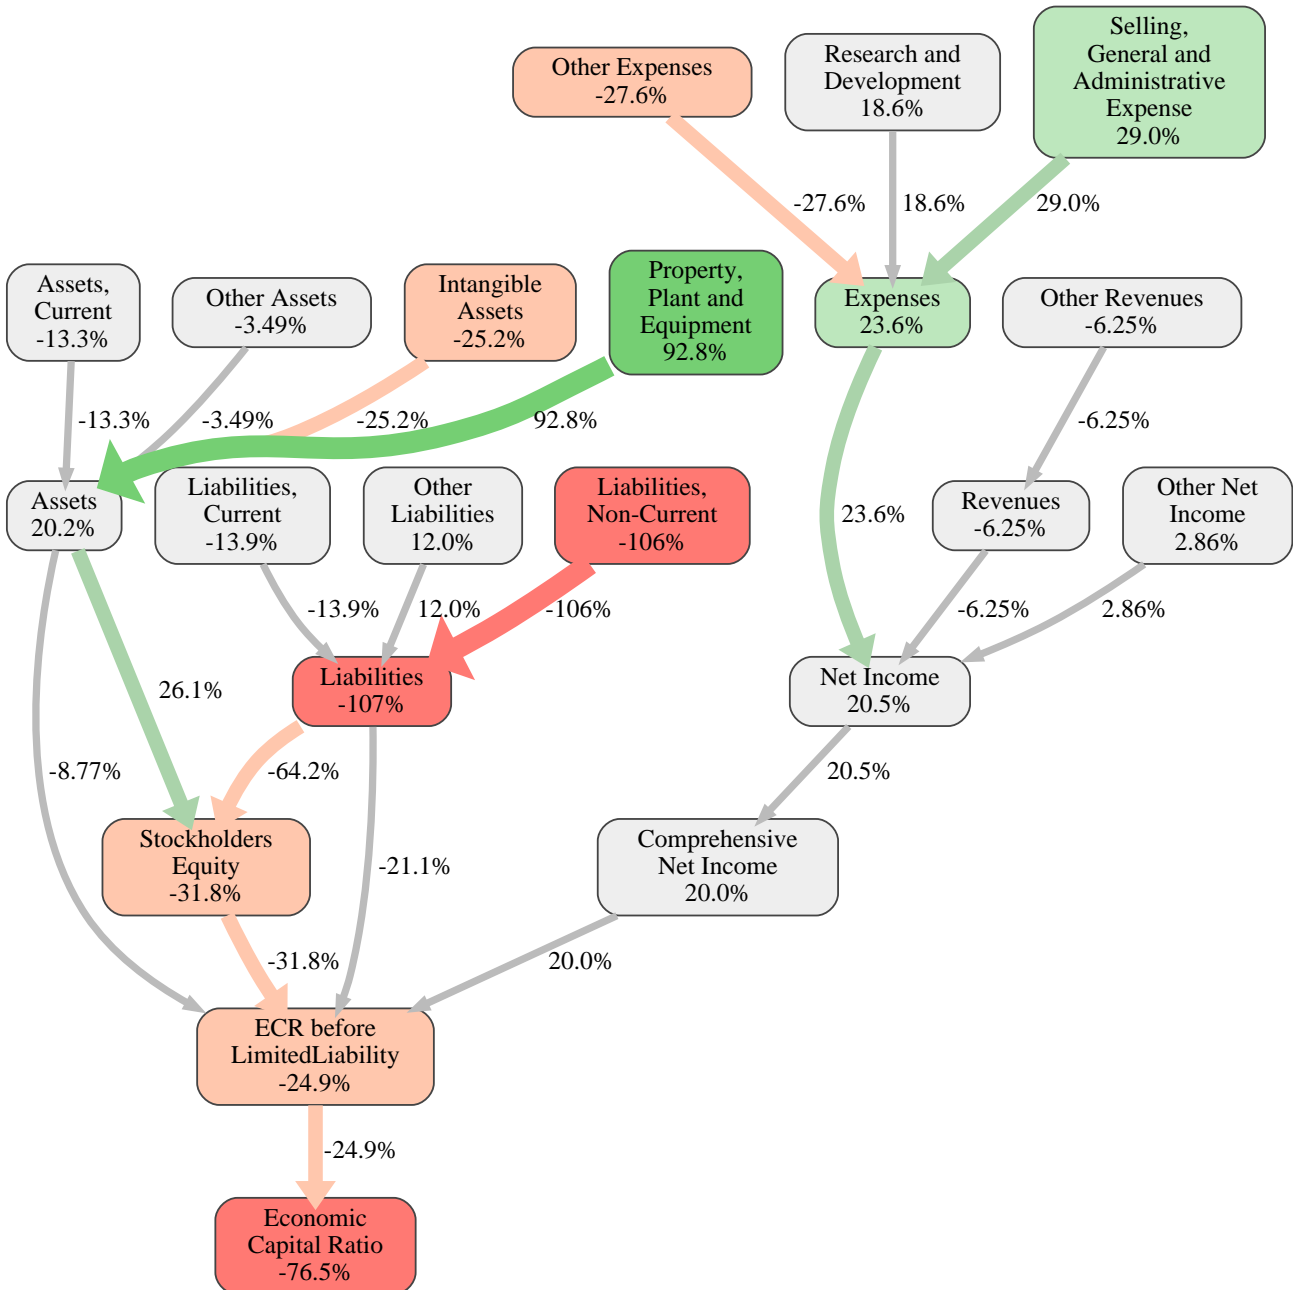 Other Expenses
-27.6%
Research and
Development
18.6%
Selling,
General and
Administrative
Expense
29.0%
-27.6%
18.6%
29.0%
Assets,
Current
-13.3%
Other Assets
-3.49%
Intangible
Assets
-25.2%
Property,
Plant and
Equipment
92.8%
Expenses
23.6%
Other Revenues
-6.25%
-13.3%
-3.49%
-25.2%
92.8%
-6.25%
Assets
20.2%
Liabilities,
Current
-13.9%
Other
Liabilities
12.0%
Liabilities,
Non-Current
-106%
23.6%
Revenues
-6.25%
Other Net
Income
2.86%
-13.9%
12.0%
-106%
-6.25%
2.86%
26.1%
Liabilities
-107%
Net Income
20.5%
-8.77%
-64.2%
20.5%
Stockholders
Equity
-31.8%
-21.1%
Comprehensive
Net Income
20.0%
-31.8%
20.0%
ECR before
LimitedLiability
-24.9%
-24.9%
Economic
Capital Ratio
-76.5%